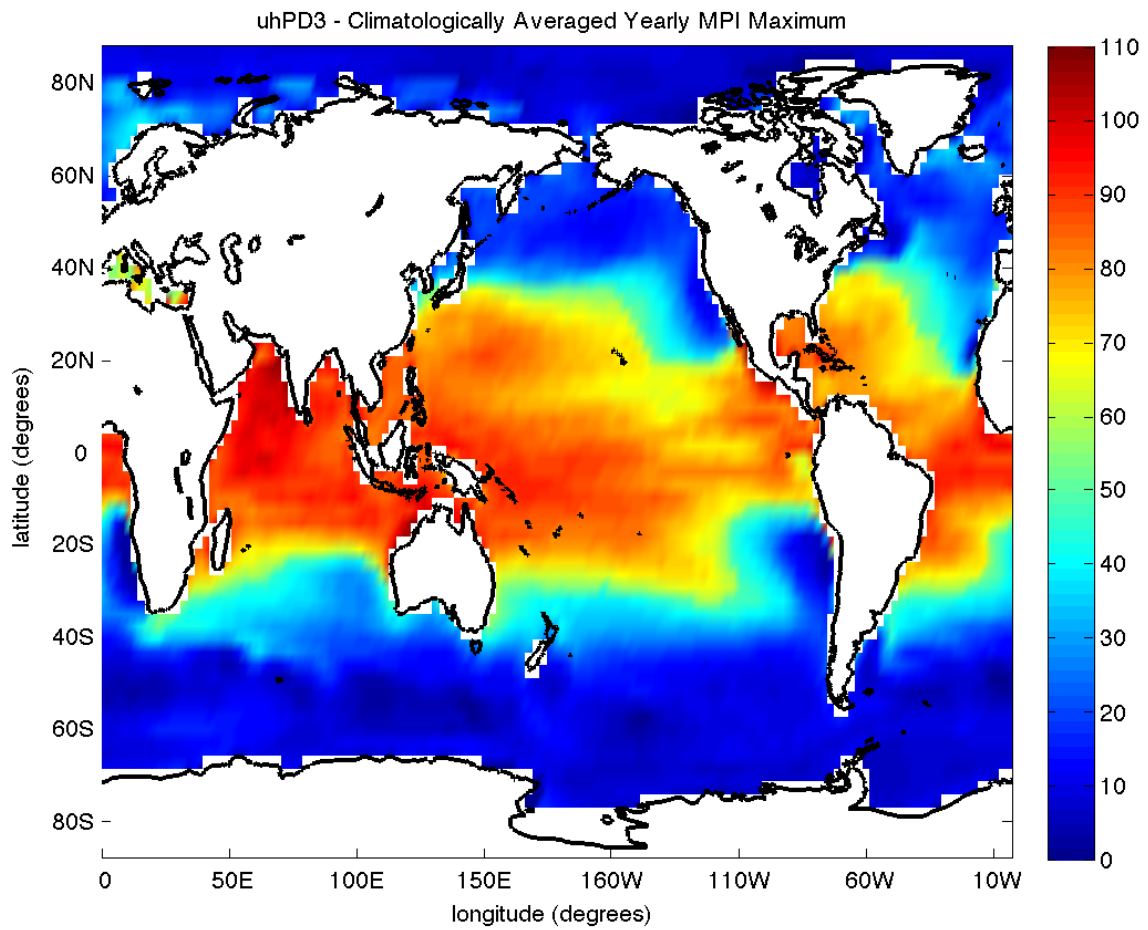 uhPD3 - Climatologically Averaged Yearly MPI Maximum
80N
60N
40N
20N
0
20S
40S
60S
80S
latitude (degrees)
0 50E 100E 150E 160W 110W 60W 10W
longitude (degrees)
110
100
90
80
70
60
50
40
30
20
10
0